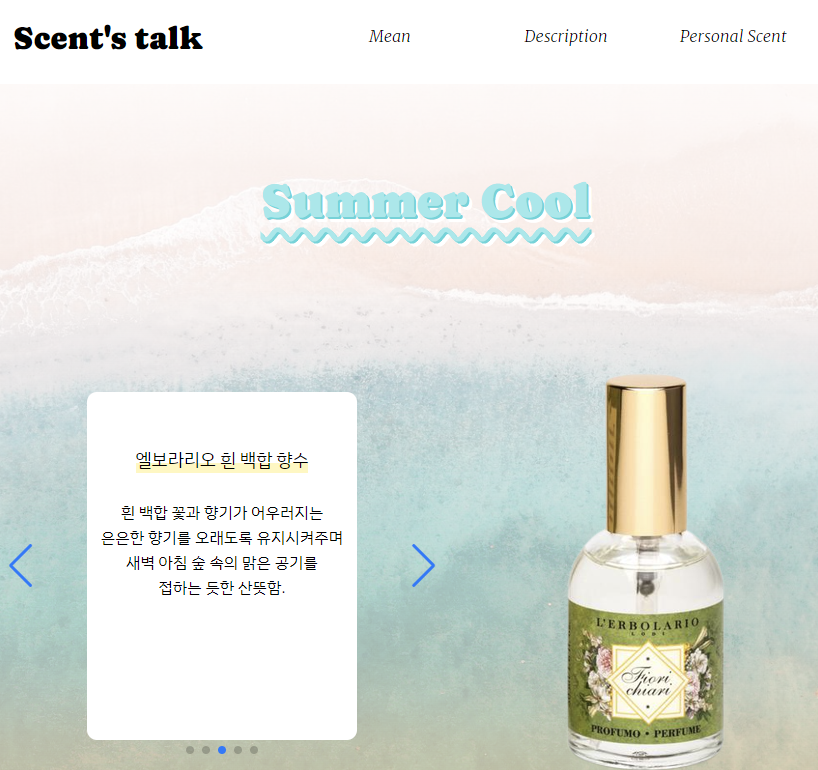 Scent's talk
Mean
Description
Personal Scent
Summer Cool
엘보라리오 흰 백합 향수
흰 백합 꽃과 향기가 어우러지는
은은한 향기를 오래도록 유지시켜주며
새벽 아침 숲 속의 맑은 공기를
접하는 듯한 산뜻함.
L'ERBOLARIO
LODI
Fiori
chiari
PROFUMO • PERFUME